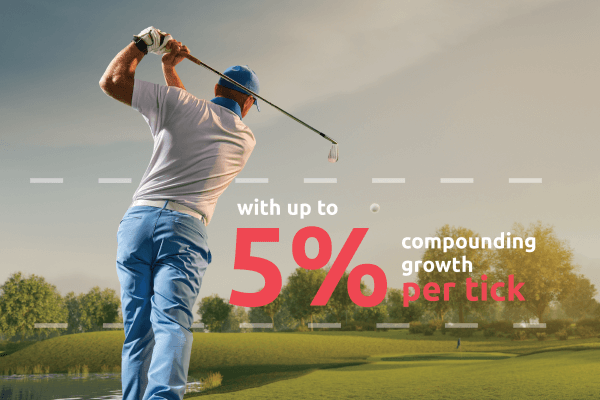 with up to
5%
compounding
growth
per tick